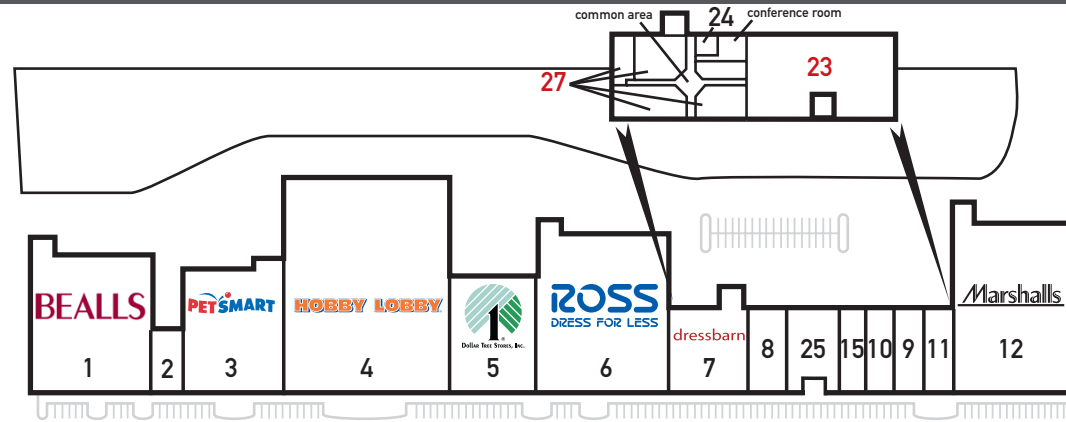 common area
24
conference room
27
23
BEALLS
PETSMART
HOBBY LOBBY
1
DOLLAR TREE STORES, INC.
ROSS
DRESS FOR LESS
dressbarn
Marshalls
1
2
3
4
5
6
7
8
25
15
10
9
11
12